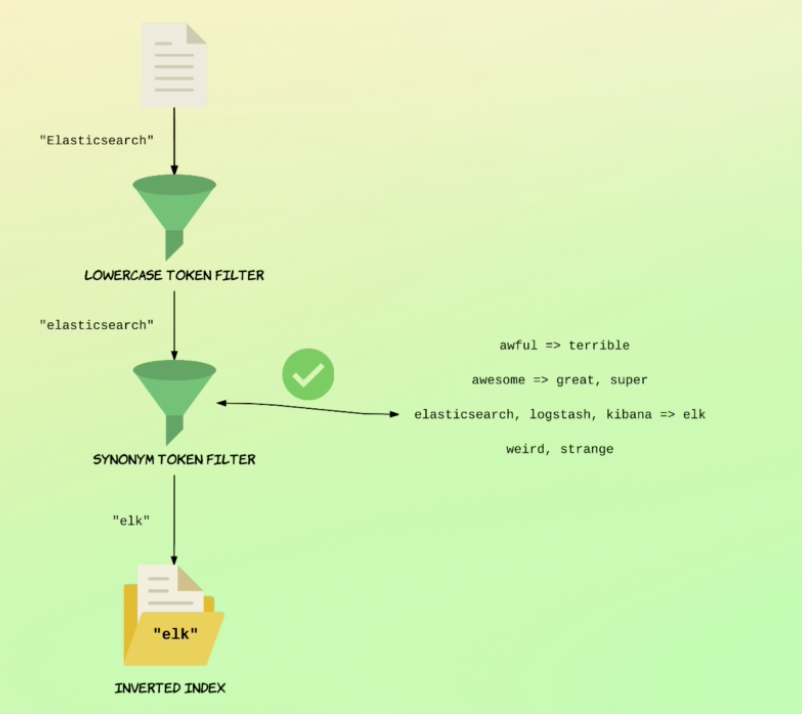 "Elasticsearch"
LOWERCASE TOKEN FILTER
"elasticsearch"
awful => terrible
awesome => great, super
elasticsearch, logstash, kibana => elk
weird, strange
SYNONYM TOKEN FILTER
"elk"
"elk"
INVERTED INDEX